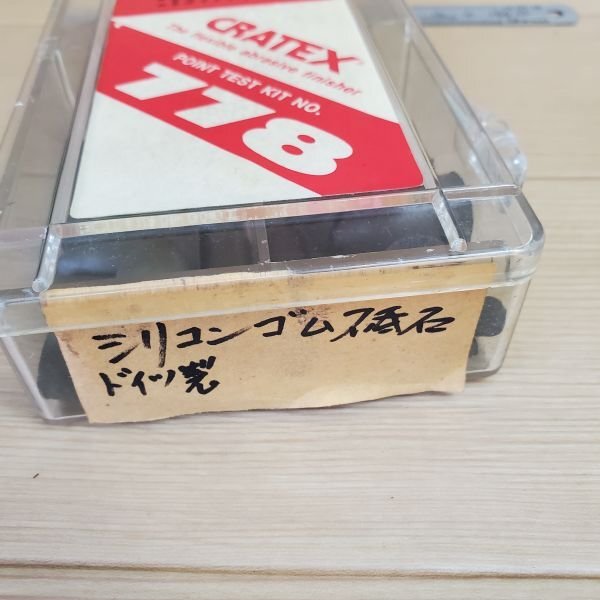 CRATEX®
The flexible abrasive finisher
POINT TEST KIT NO.
778
シリコンゴム砥石
ドイツ製